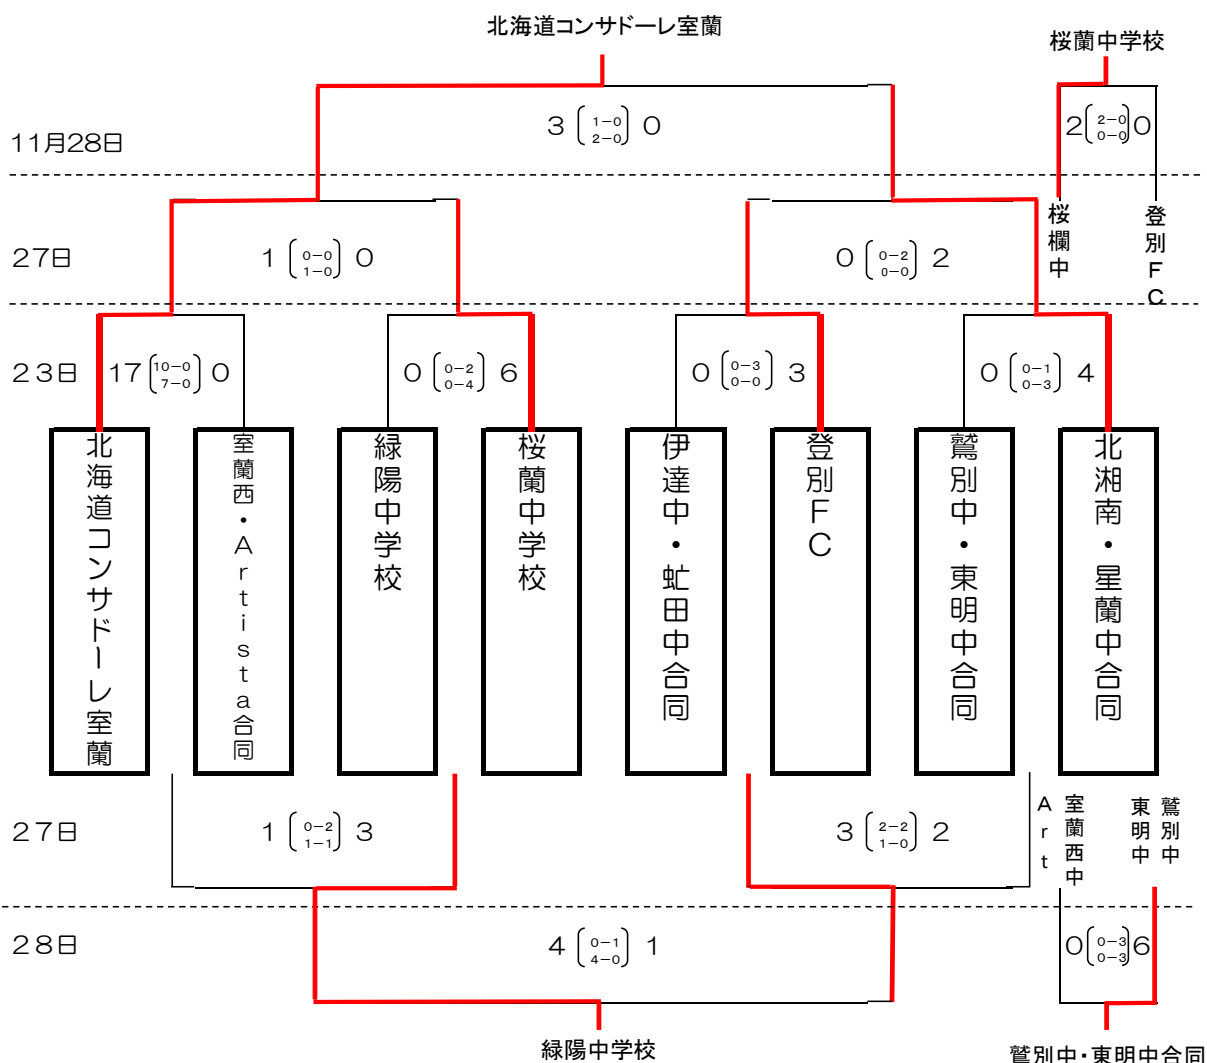 北海道コンサドーレ室蘭
桜蘭中学校
11月28日
3 1-0 0
2-0
2 2-0 0
0-0
27日
1 0-0 0
1-0
0 0-2 2
0-0
桜欄中
登別FC
23日
17 10-0 0
7-0
0 0-2 6
0-4
0 0-3 3
0-0
0 0-1 4
0-3
北海道コンサドーレ室蘭
室蘭西・Artista合同
緑陽中学校
桜蘭中学校
伊達中・虻田中合同
登別FC
鷲別中・東明中合同
北湘南・星蘭中合同
27日
1 0-2 3
1-1
3 2-2 2
1-0
Art
室蘭西中
東明中
鷲別中
28日
4 0-1 1
4-0
0 0-3 6
0-3
緑陽中学校
鷲別中・東明中合同